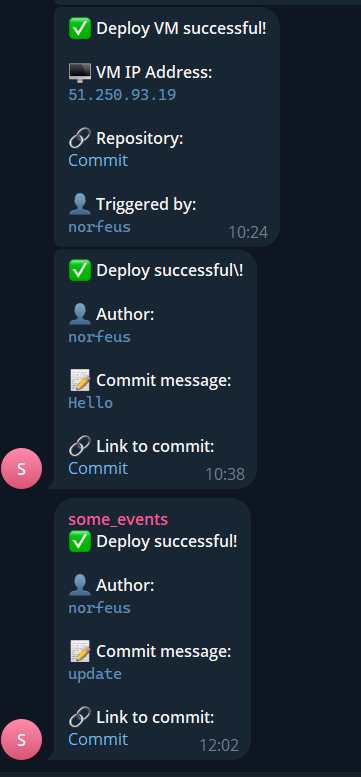 ✅ Deploy VM successful!
🖥️ VM IP Address:
51.250.93.19
🔗 Repository:
Commit
👤 Triggered by:
norfeus
10:24
✅ Deploy successful\!
👤 Author:
norfeus
📝 Commit message:
Hello
🔗 Link to commit:
Commit
10:38
S
some_events
✅ Deploy successful!
👤 Author:
norfeus
📝 Commit message:
update
🔗 Link to commit:
Commit
12:02
S